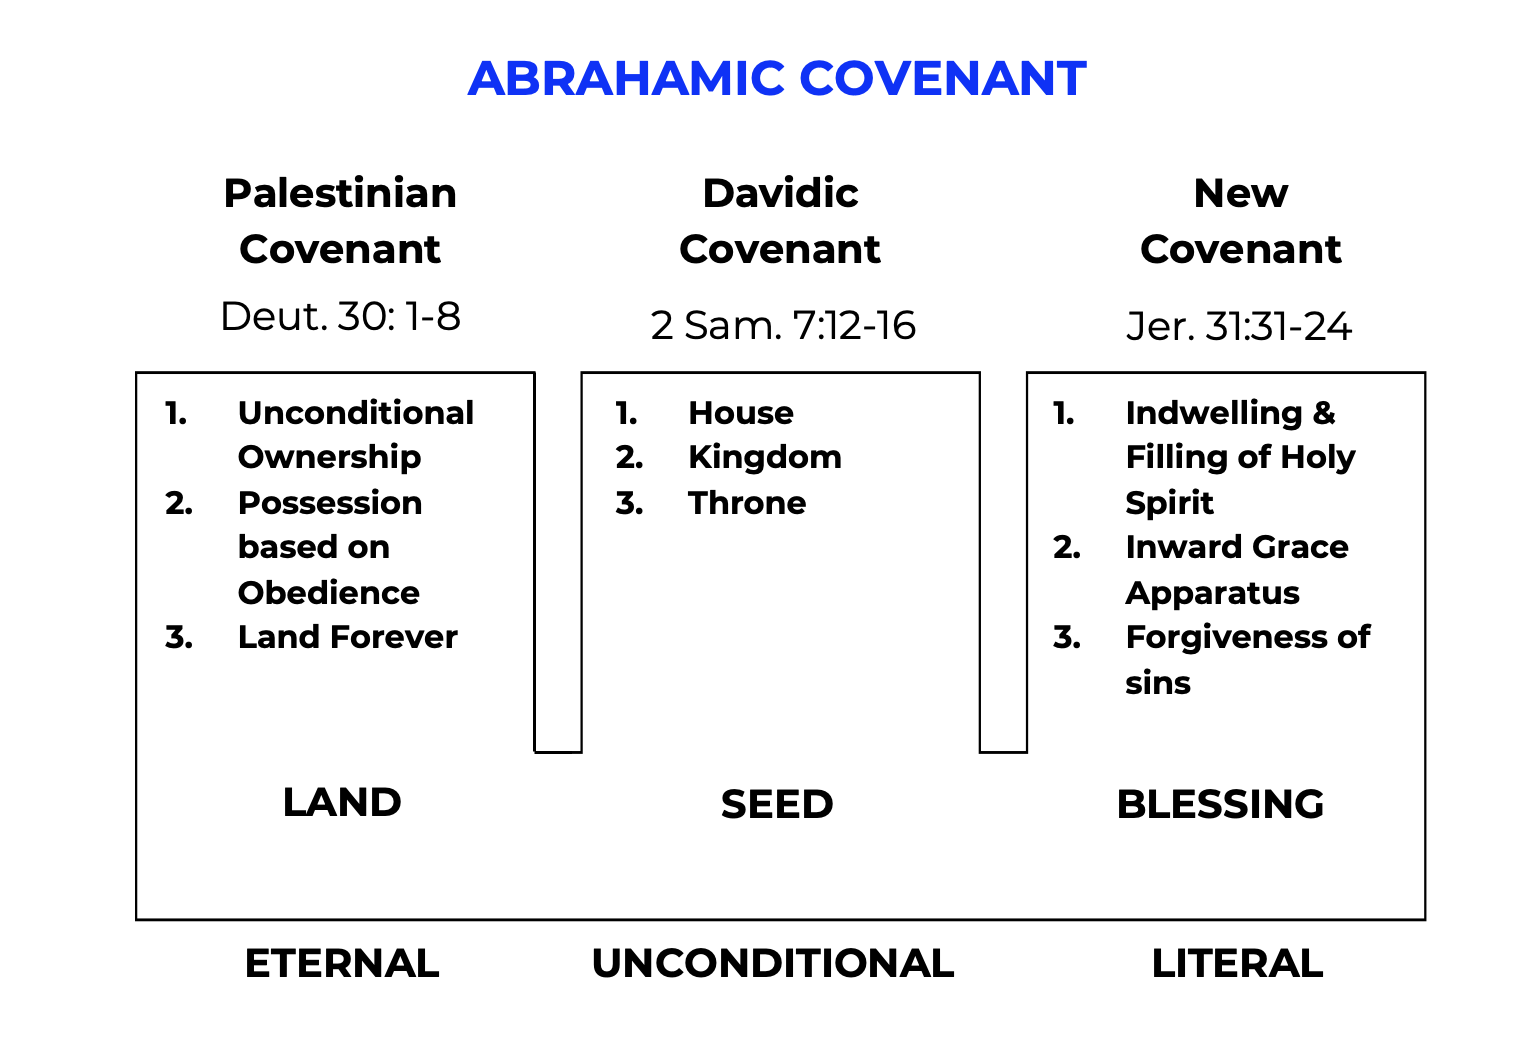 ABRAHAMIC COVENANT
Palestinian
Covenant
Deut. 30: 1-8
Davidic
Covenant
2 Sam. 7:12-16
New
Covenant
Jer. 31:31-24
1. Unconditional
Ownership
2. Possession
based on
Obedience
3. Land Forever
LAND
1. House
2. Kingdom
3. Throne
SEED
1. Indwelling &
Filling of Holy
Spirit
2. Inward Grace
Apparatus
3. Forgiveness of
sins
BLESSING
ETERNAL
UNCONDITIONAL
LITERAL